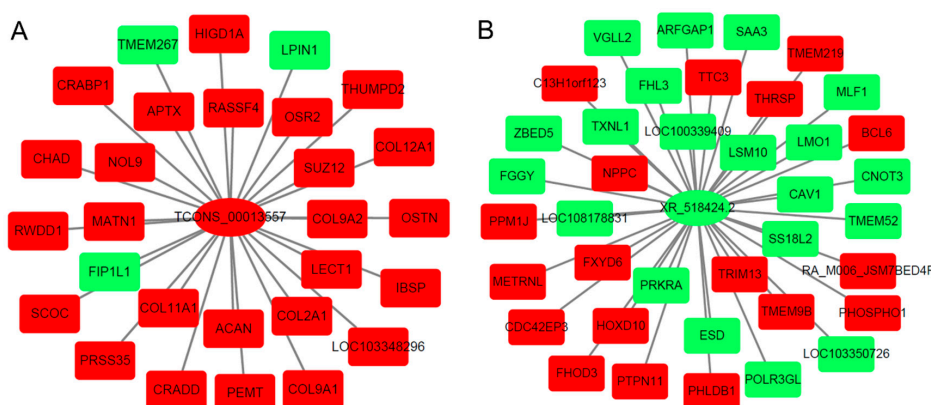 A
HIGD1A
TMEM267
LPIN1
CRABP1
THUMPD2
APTX
RASSF4
OSR2
COL12A1
CHAD
NOL9
SUZ12
TCONS_00013557
COL9A2
OSTN
RWDD1
MATN1
FIP1L1
LECT1
IBSP
SCOC
COL11A1
ACAN
COL2A1
LOC103348296
PRSS35
CRADD
PEMT
COL9A1
B
ARFGAP1
SAA3
VGLL2
TMEM219
C13H1orf123
FHL3
TTC3
THRSP
MLF1
ZBED5
TXNL1
LOC100339409
LMO1
BCL6
LSM10
FGGY
NPPC
CNOT3
CAV1
XR_518424.2
PPM1J
LOC108178831
TMEM52
SS18L2
METRNL
FXYD6
TRIM13
RA_M006_JSM7BED4F
PRKRA
CDC42EP3
HOXD10
TMEM9B
PHOSPHO1
ESD
LOC103350726
FHOD3
PTPN11
PHLDB1
POLR3GL